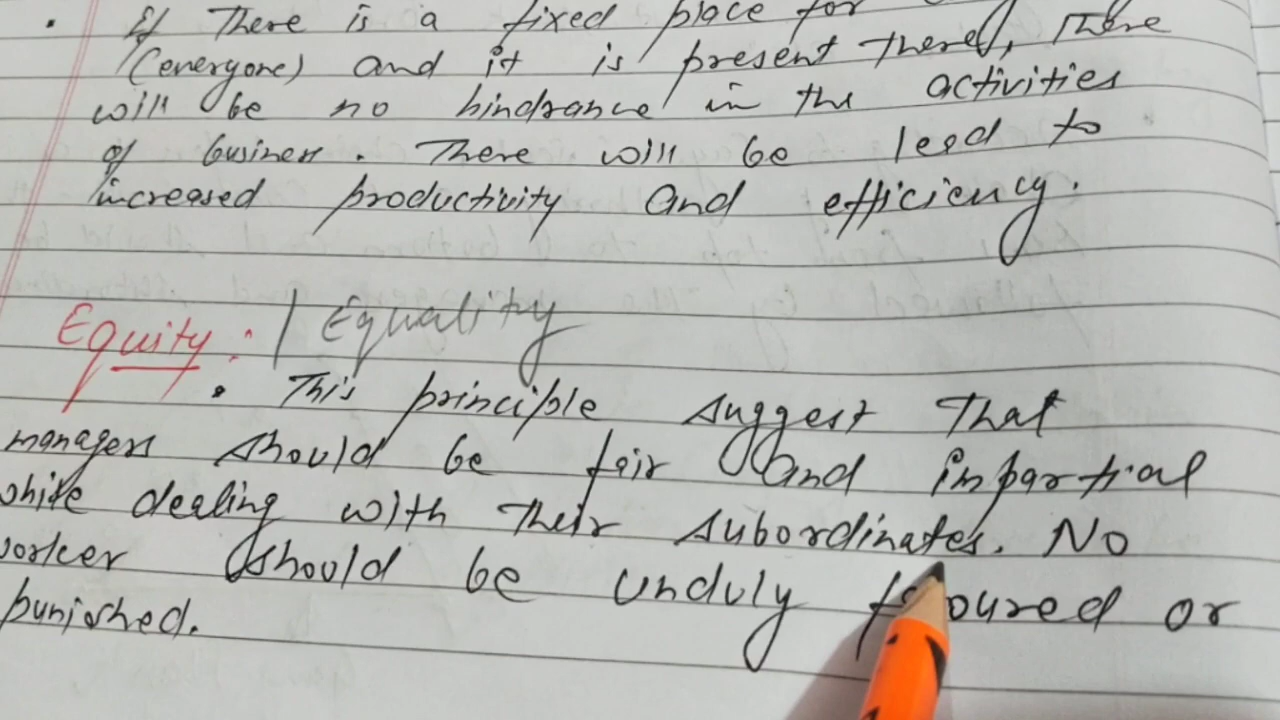 • If There is a fixed place for
(everyone) and it is present there, There
will be no hindrance in the activities
of business. There will be lead to
increased productivity and efficiency.
Equity: | Equality
• This principle suggest That
managers should be fair and impartial
while dealing with their subordinates. No
worker should be unduly or
punished.